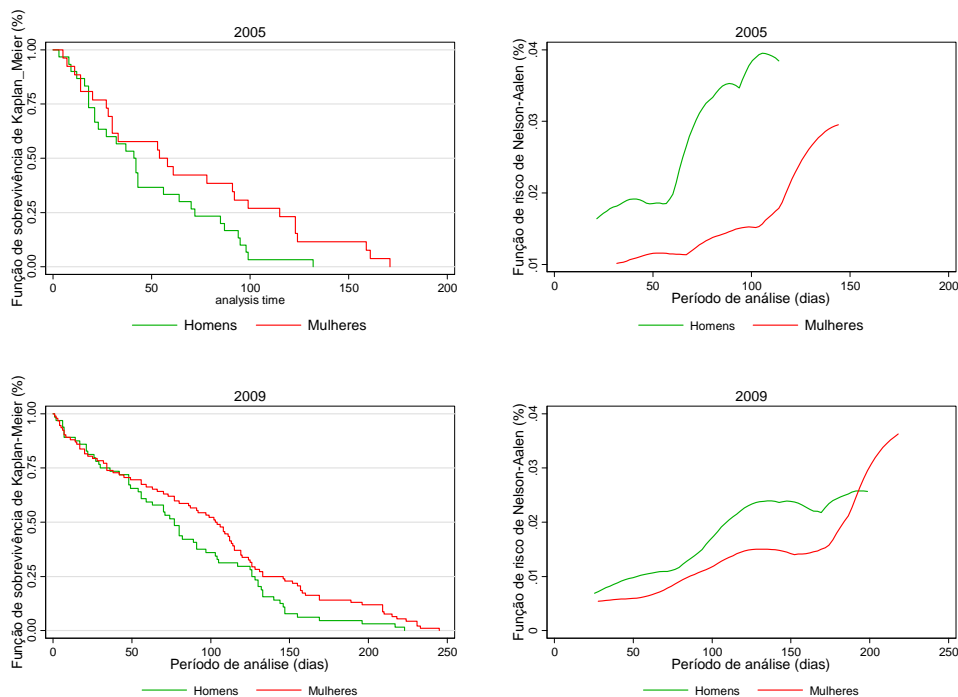 2005
Função de sobrevivência de Kaplan_Meier (%)
1.00
0.75
0.50
0.25
0.00
0 50 100 150 200
analysis time
Homens Mulheres
2005
Função de risco de Nelson-Aalen (%)
.04
.03
.02
.01
0 50 100 150 200
Período de análise (dias)
Homens Mulheres
2009
Função de sobrevivência de Kaplan-Meier (%)
1.00
0.75
0.50
0.25
0.00
0 50 100 150 200 250
Período de análise (dias)
Homens Mulheres
2009
Função de risco de Nelson-Aalen (%)
.04
.03
.02
.01
0
0 50 100 150 200 250
Período de análise (dias)
Homens Mulheres